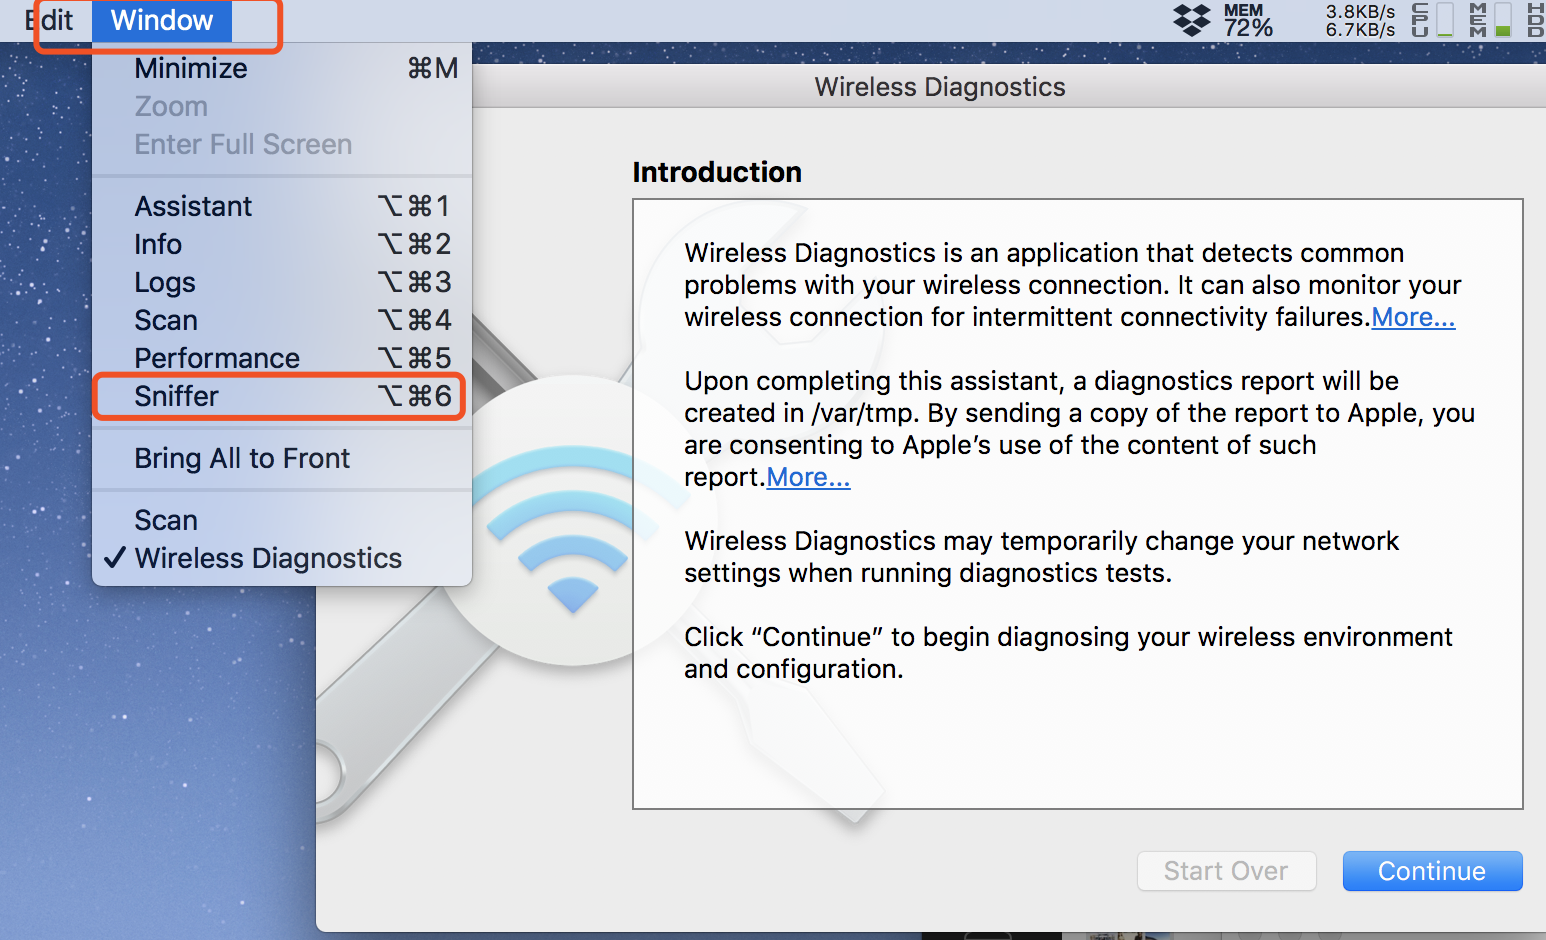 Edit Window
MEM
72%
3.8KB/s
6.7KB/s
CPU
MEM
HDD
Minimize ⌘M
Zoom
Enter Full Screen
Assistant ⌥⌘1
Info ⌥⌘2
Logs ⌥⌘3
Scan ⌥⌘4
Performance ⌥⌘5
Sniffer ⌥⌘6
Bring All to Front
Scan
✓ Wireless Diagnostics
Wireless Diagnostics
Introduction
Wireless Diagnostics is an application that detects common
problems with your wireless connection. It can also monitor your
wireless connection for intermittent connectivity failures.More...
Upon completing this assistant, a diagnostics report will be
created in /var/tmp. By sending a copy of the report to Apple, you
are consenting to Apple’s use of the content of such
report.More...
Wireless Diagnostics may temporarily change your network
settings when running diagnostics tests.
Click “Continue” to begin diagnosing your wireless environment
and configuration.
Start Over
Continue